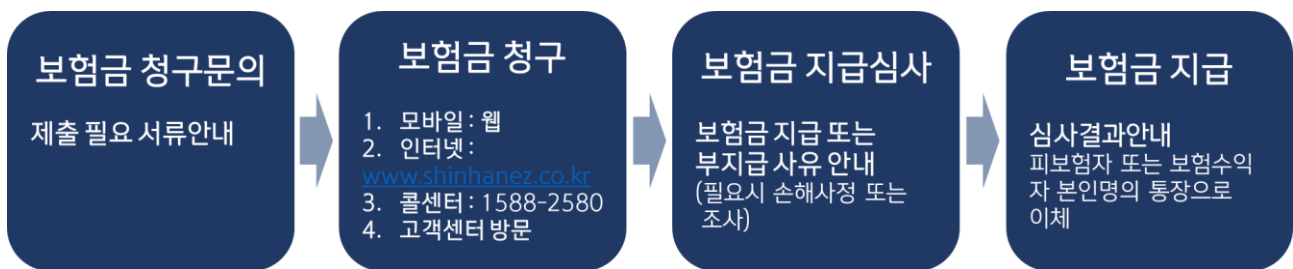 보험금 청구문의
제출 필요 서류안내
보험금 청구
1. 모바일 : 웹
2. 인터넷 :
www.shinhanez.co.kr
3. 콜센터 : 1588-2580
4. 고객센터 방문
보험금 지급심사
보험금 지급 또는
부지급 사유 안내
(필요시 손해사정 또는
조사)
보험금 지급
심사결과안내
피보험자 또는 보험수익
자 본인명의 통장으로
이체